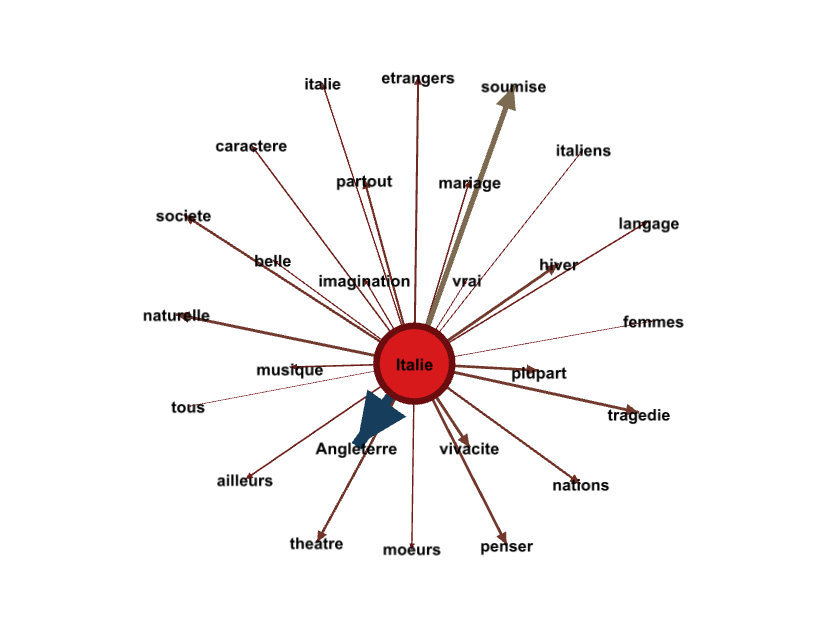 etrangers
italie
soumise
caractere
italiens
partout
mariage
societe
langage
belle
hiver
imagination
vrai
naturelle
femmes
Italie
musique
plupart
tous
tragedie
Angleterre
vivacite
ailleurs
nations
theatre
moeurs
penser